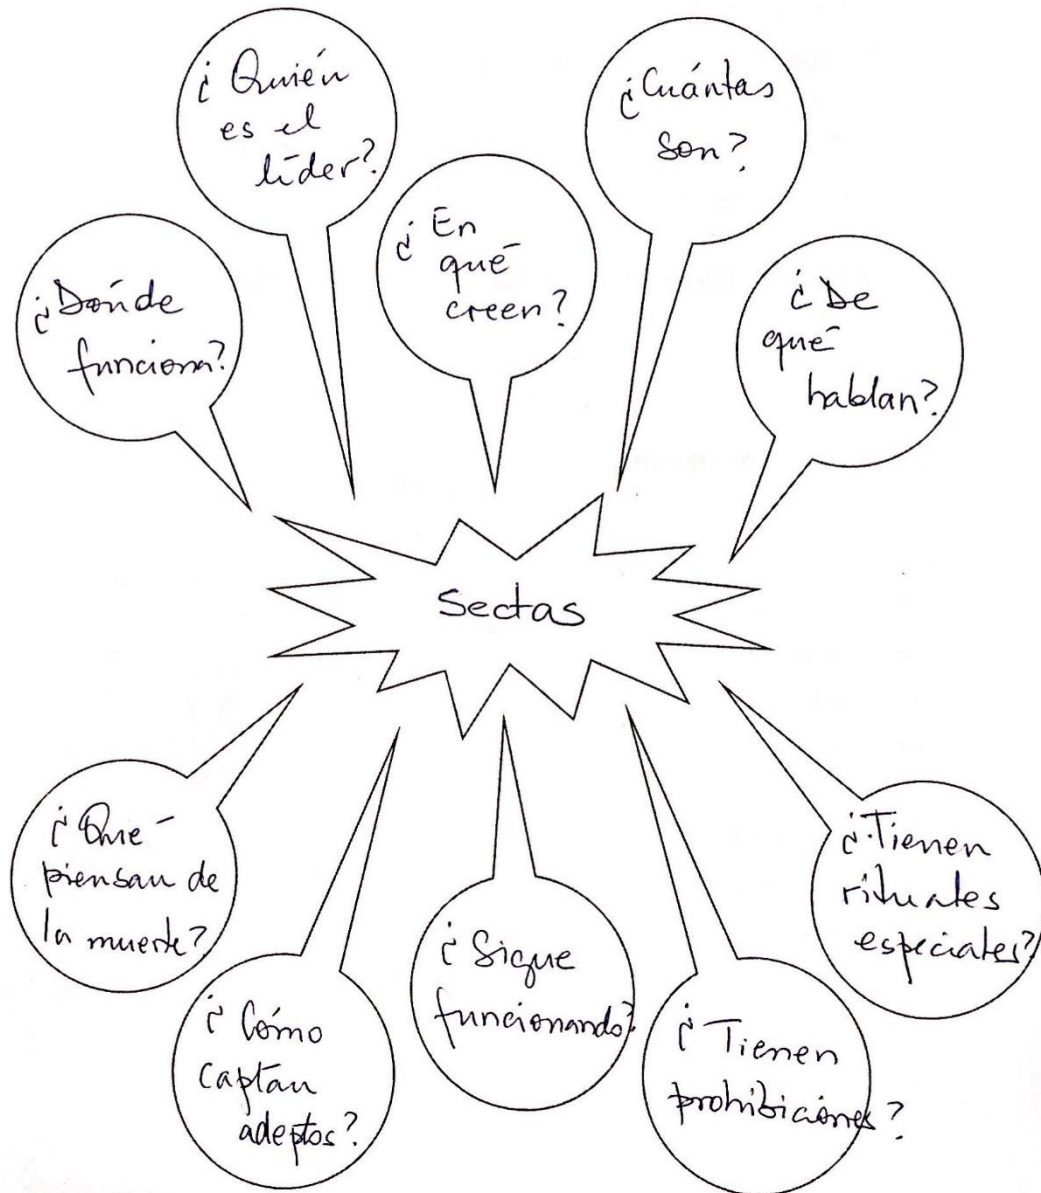 ¿Quién
es el
líder?
¿Cuántas
son?
¿En
qué
creen?
¿Dónde
funciona?
¿De
qué
hablan?
Sectas
¿Qué
piensan de
la muerte?
¿Tienen
rituales
especiales?
¿Sigue
funcionando?
¿Cómo
captan
adeptos?
¿Tienen
prohibiciones?